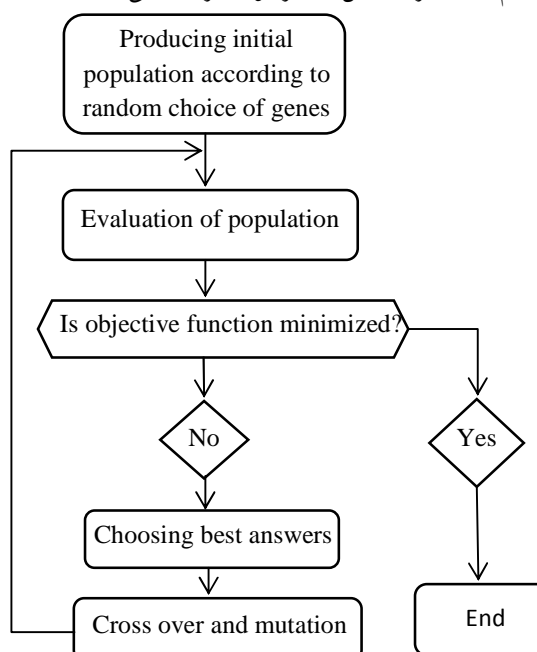 Producing initial
population according to
random choice of genes
Evaluation of population
Is objective function minimized?
No
Yes
Choosing best answers
Cross over and mutation
End